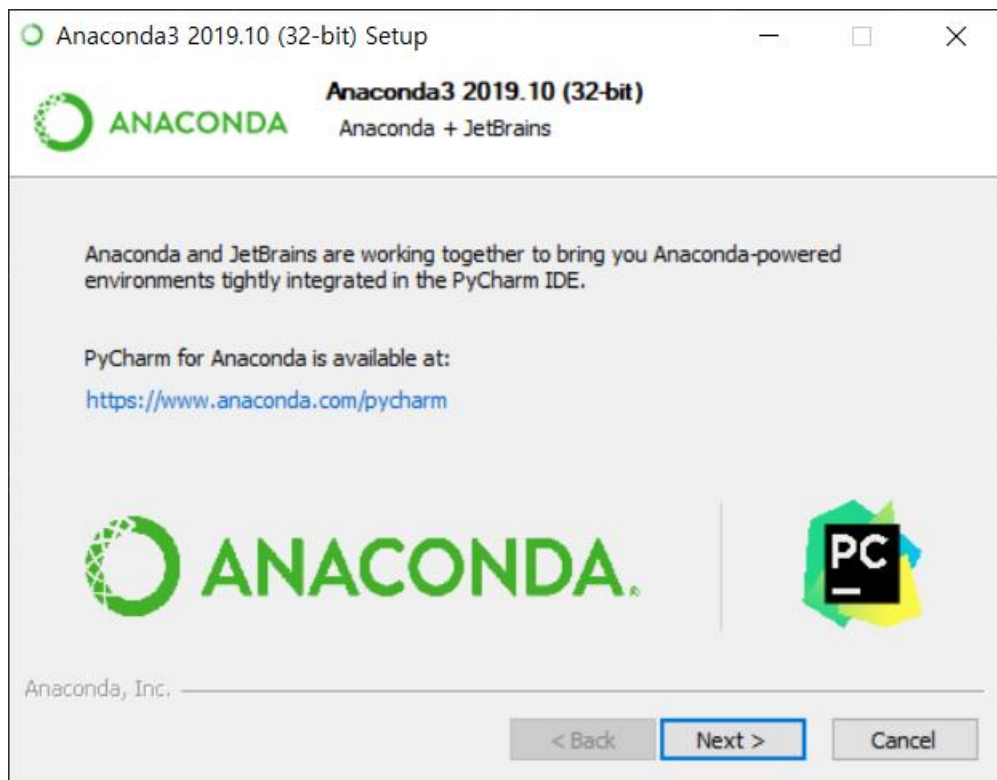 Anaconda3 2019.10 (32-bit) Setup
ANACONDA
Anaconda3 2019.10 (32-bit)
Anaconda + JetBrains
Anaconda and JetBrains are working together to bring you Anaconda-powered
environments tightly integrated in the PyCharm IDE.
PyCharm for Anaconda is available at:
https://www.anaconda.com/pycharm
ANACONDA®
PC
Anaconda, Inc.
< Back
Next >
Cancel